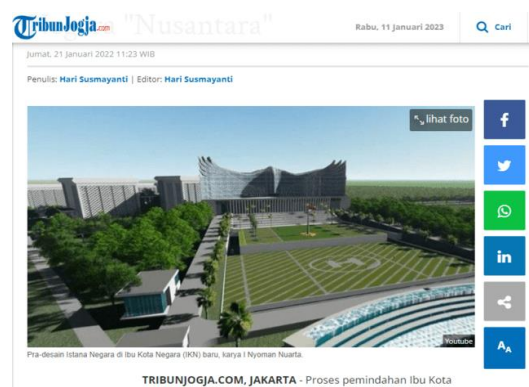 "Nusantara"
TribunJogja.com
Rabu, 11 Januari 2023
Cari
Jumat, 21 Januari 2022 11:23 WIB
Penulis: Hari Susmayanti | Editor: Hari Susmayanti
lihat foto
Youtube
Pra-desain Istana Negara di Ibu Kota Negara (IKN) baru, karya I Nyoman Nuarta.
TRIBUNJOGJA.COM, JAKARTA - Proses pemindahan Ibu Kota